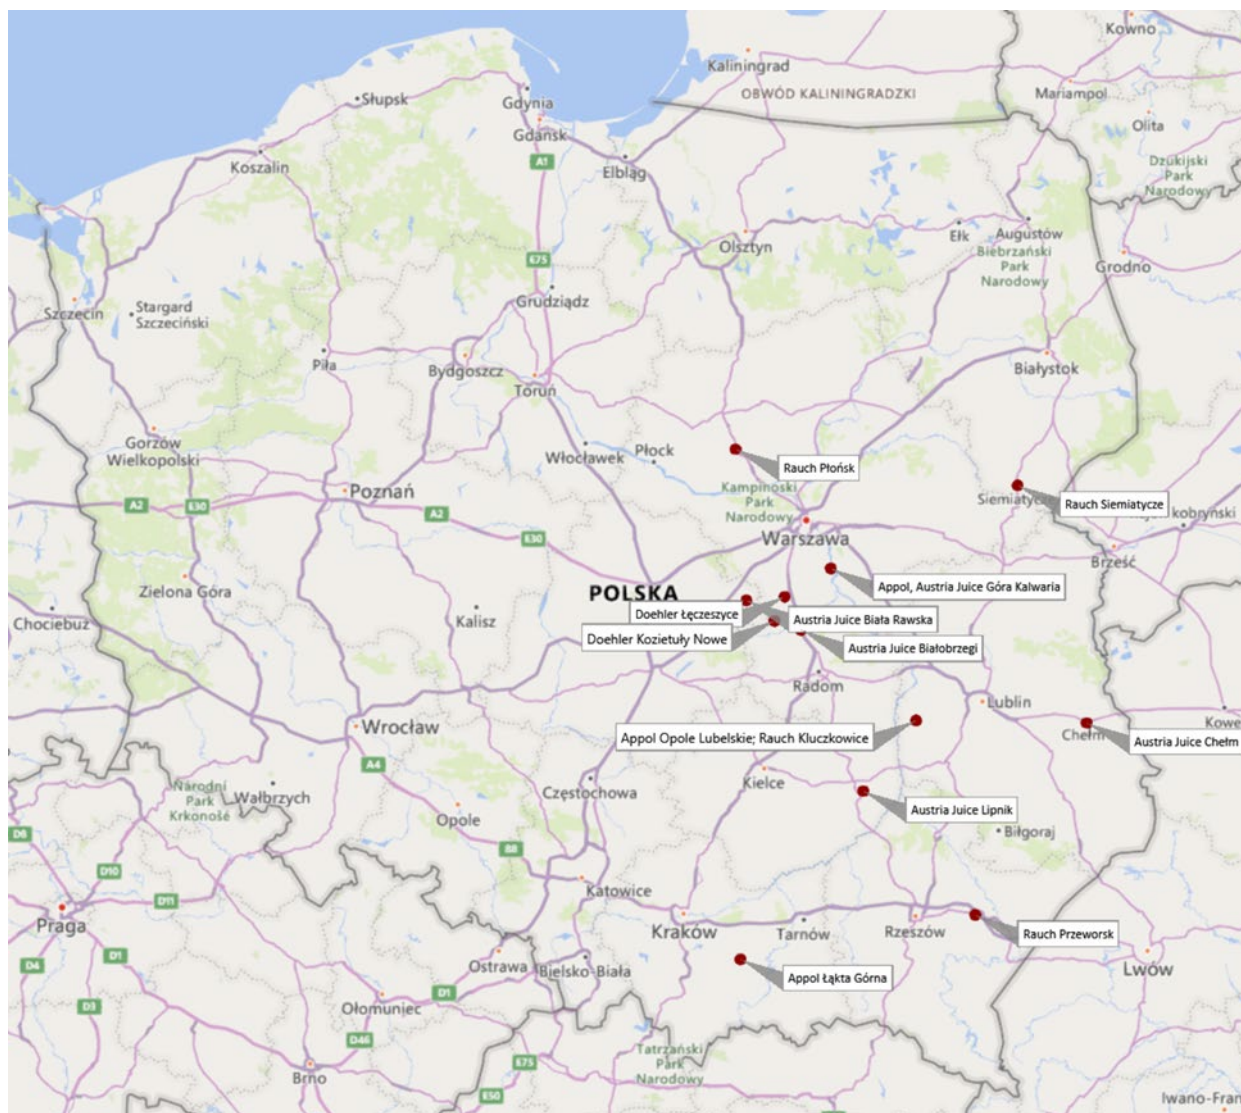 Kowno
Kaliningrad
OBWÓD KALININGRADZKI
Mariampol
Gdynia
Słupsk
Gdańsk
Olita
A1
Koszalin
Elbląg
Dzukijski
Park
Narodowy
Olsztyn
Ełk
Augustów
Biebrzański
Park
Narodowy
Grodno
E75
Grudziądz
Szczecin
Stargard
Szczeciński
Piła
Bydgoszcz
Toruń
Białystok
Gorzów
Wielkopolski
Włocławek
Płock
Rauch Płońsk
Kampinoski
Park
Narodowy
Poznań
A2
E30
A2
Siemiatycze
Rauch Siemiatycze
kobryński
E30
Warszawa
Brześć
Zielona Góra
POLSKA
Appol, Austria Juice Góra Kalwaria
Chociebuż
Kalisz
Doehler Łęczeszyce
Austria Juice Biała Rawska
Doehler Kozietuły Nowe
Austria Juice Białobrzegi
Radom
Lublin
Wrocław
Appol Opole Lubelskie; Rauch Kluczkowice
Kowe
Chełm
Austria Juice Chełm
A4
Narodni
Park
Krkonoše
Wałbrzych
Częstochowa
Kielce
Austria Juice Lipnik
Opole
Biłgoraj
D8
B8
D10
Katowice
D11
Praga
Kraków
Tarnów
Rzeszów
Rauch Przeworsk
D1
D4
Ostrawa
Bielsko-Biała
Appol Łąkta Górna
Lwów
D1
D3
Ołomuniec
D46
Tatrzański
Park
Narodowy
E75
Brno
E50
Iwano-Fran